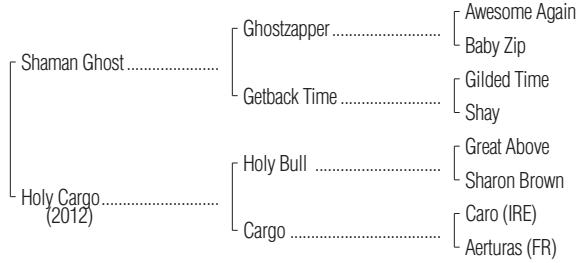 Awesome Again
Ghostzapper
Baby Zip
Shaman Ghost
Gilded Time
Getback Time
Shay
Great Above
Holy Bull
Sharon Brown
Holy Cargo
(2012)
Caro (IRE)
Cargo
Aerturas (FR)